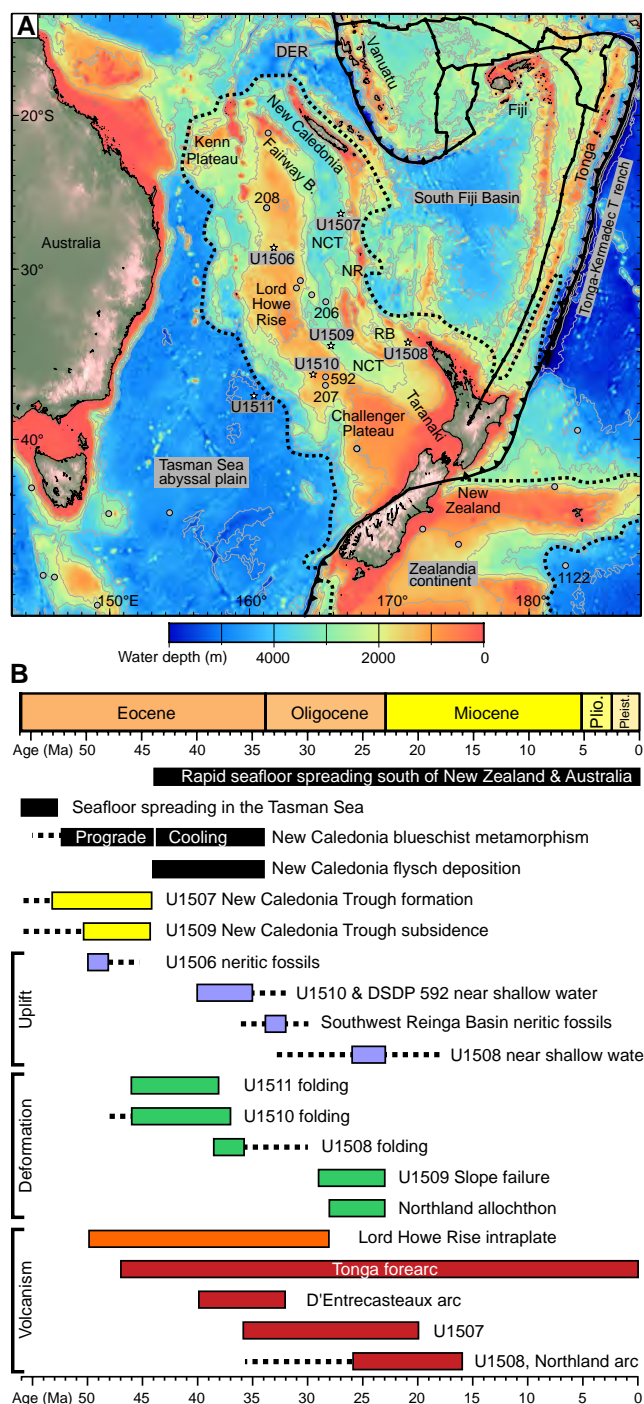 A
DER
Vanuatu
20°S
Kenn
Plateau
New Caledonia
Fiji
Tonga
Fairway B.
208
South Fiji Basin
Tonga-Kermadec T rench
Australia
U1507
U1506
NCT
30°S
NR
Lord
Howe
Rise
206
RB
U1509
U1508
U1510
592
NCT
207
U1511
Taranaki
Challenger
Plateau
40°S
Tasman Sea
abyssal plain
New
Zealand
Zealandia
continent
1122
150°E
160°E
170°E
180°E
Water depth (m)
4000
2000
0
B
Eocene
Oligocene
Miocene
Plio.
Pleist.
Age (Ma)
50
45
40
35
30
25
20
15
10
5
0
Rapid seafloor spreading south of New Zealand & Australia
Seafloor spreading in the Tasman Sea
Prograde Cooling New Caledonia blueschist metamorphism
New Caledonia flysch deposition
U1507 New Caledonia Trough formation
U1509 New Caledonia Trough subsidence
Uplift
U1506 neritic fossils
U1510 & DSDP 592 near shallow water
Southwest Reinga Basin neritic fossils
U1508 near shallow wate
Deformation
U1511 folding
U1510 folding
U1508 folding
U1509 Slope failure
Northland allochthon
Volcanism
Lord Howe Rise intraplate
Tonga forearc
D'Entrecasteaux arc
U1507
U1508, Northland arc
Age (Ma)
50
45
40
35
30
25
20
15
10
5
0